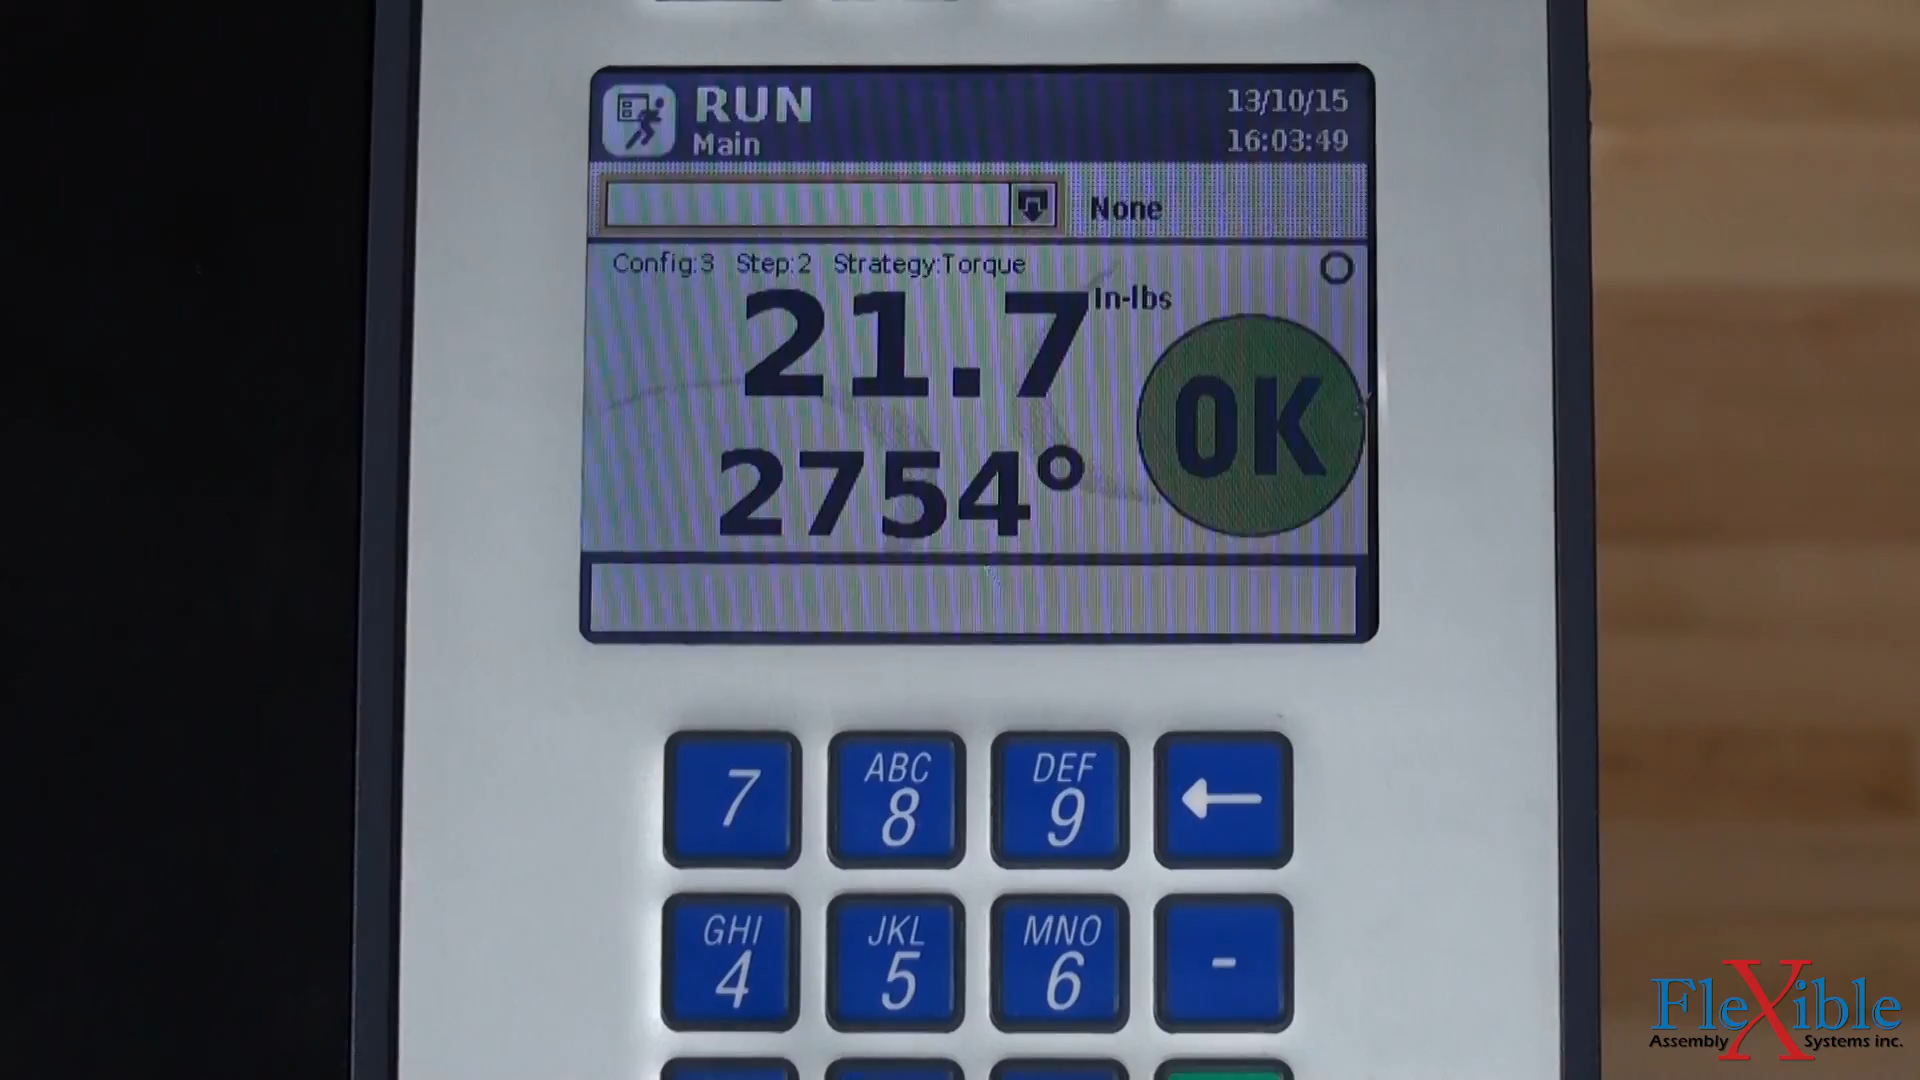 RUN
Main
13/10/15
16:03:49
None
Config:3 Step:2 Strategy:Torque
21.7 In-lbs
2754°
OK
7
ABC
8
DEF
9
←
GHI
4
JKL
5
MNO
6
-
FleXible
Assembly Systems inc.